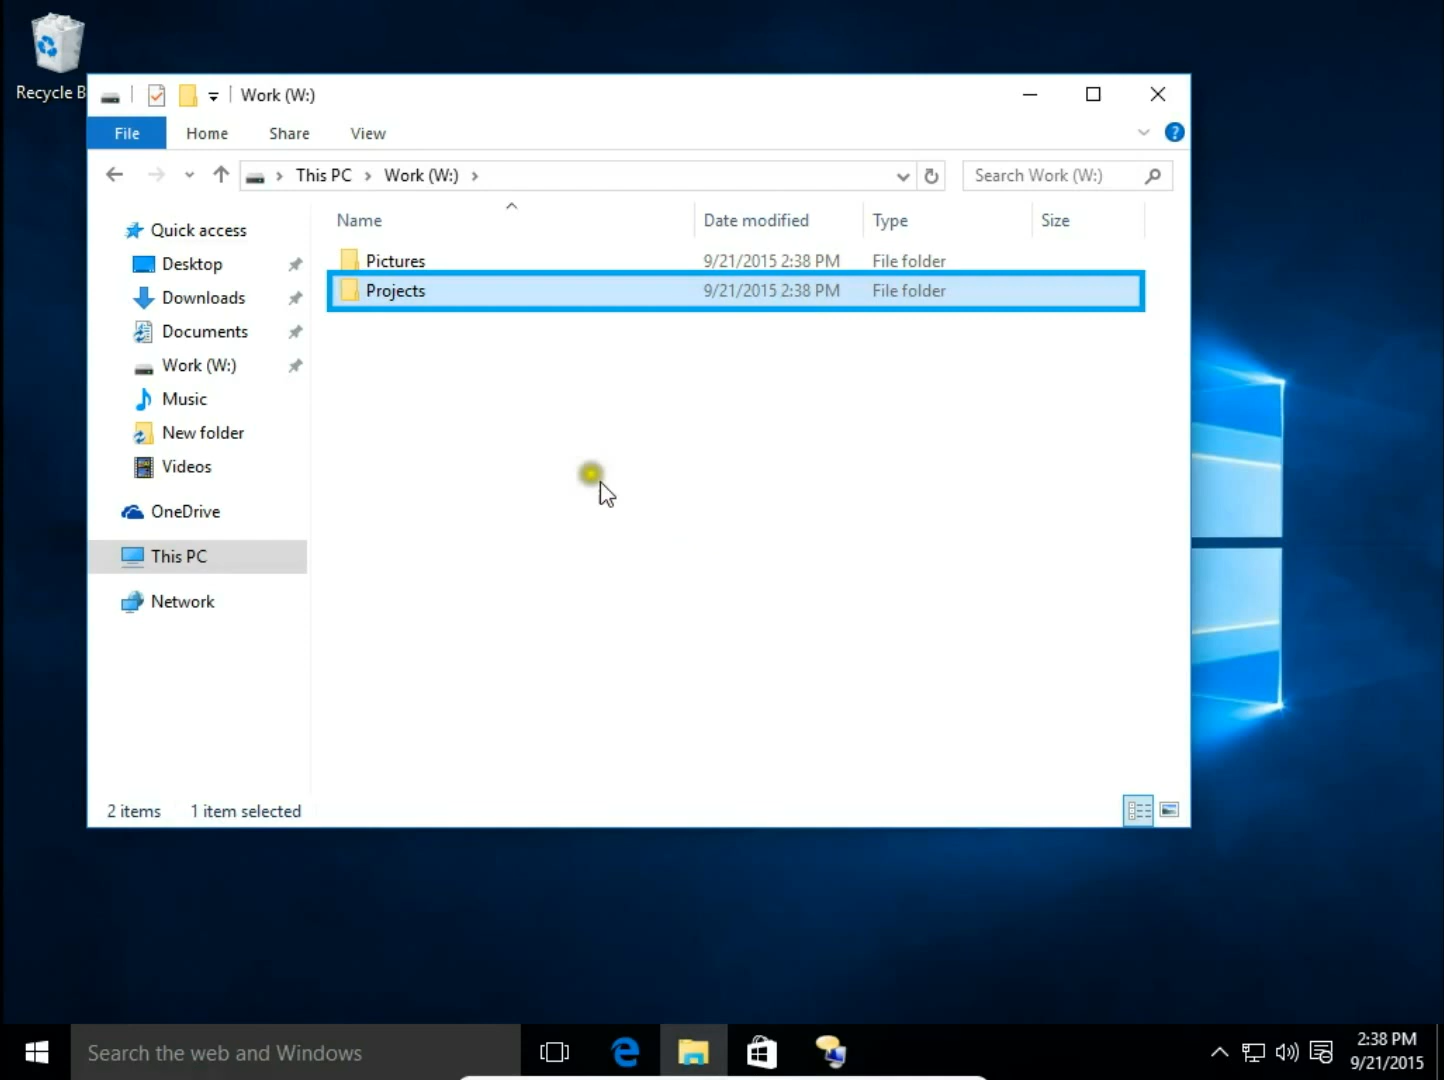 Recycle B
Work (W:)
File Home Share View
?
This PC Work (W:)
Search Work (W:)
Name Date modified Type Size
Quick access
Desktop
Downloads
Documents
Work (W:)
Music
New folder
Videos
OneDrive
This PC
Network
Pictures 9/21/2015 2:38 PM File folder
Projects 9/21/2015 2:38 PM File folder
2 items 1 item selected
Search the web and Windows
2:38 PM
9/21/2015